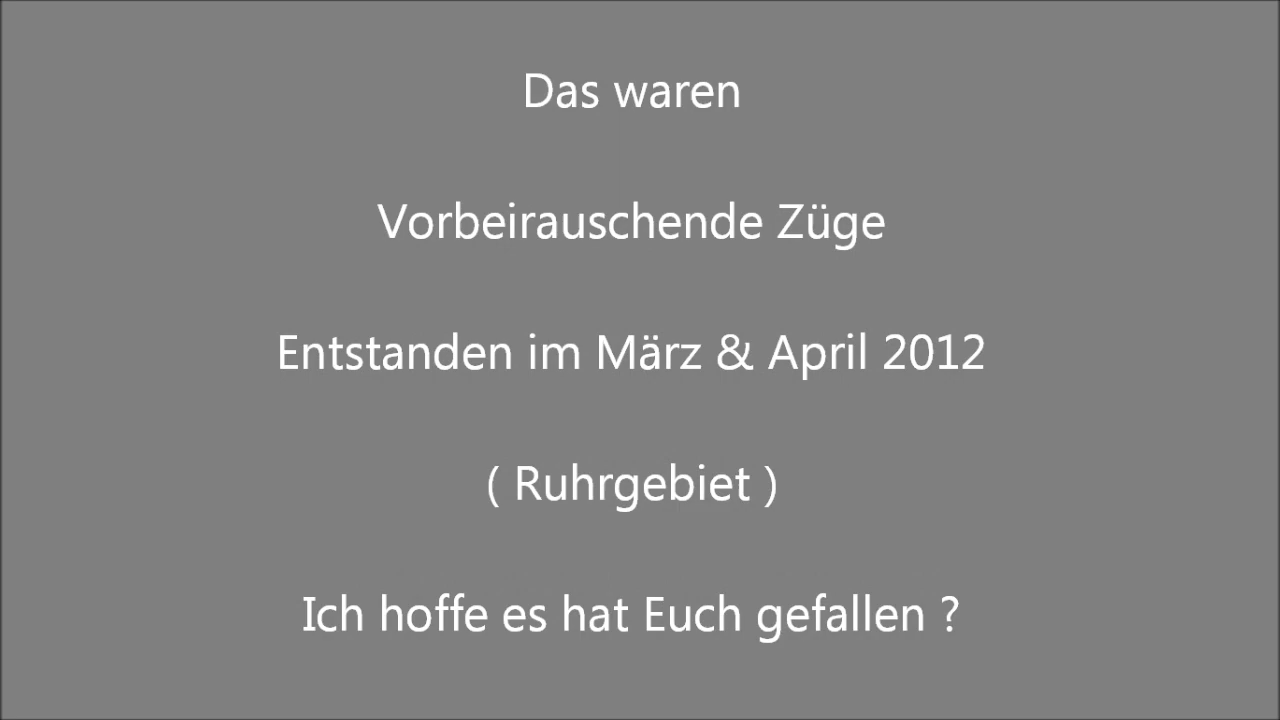 Das waren
Vorbeirauschende Züge
Entstanden im März & April 2012
( Ruhrgebiet )
Ich hoffe es hat Euch gefallen ?